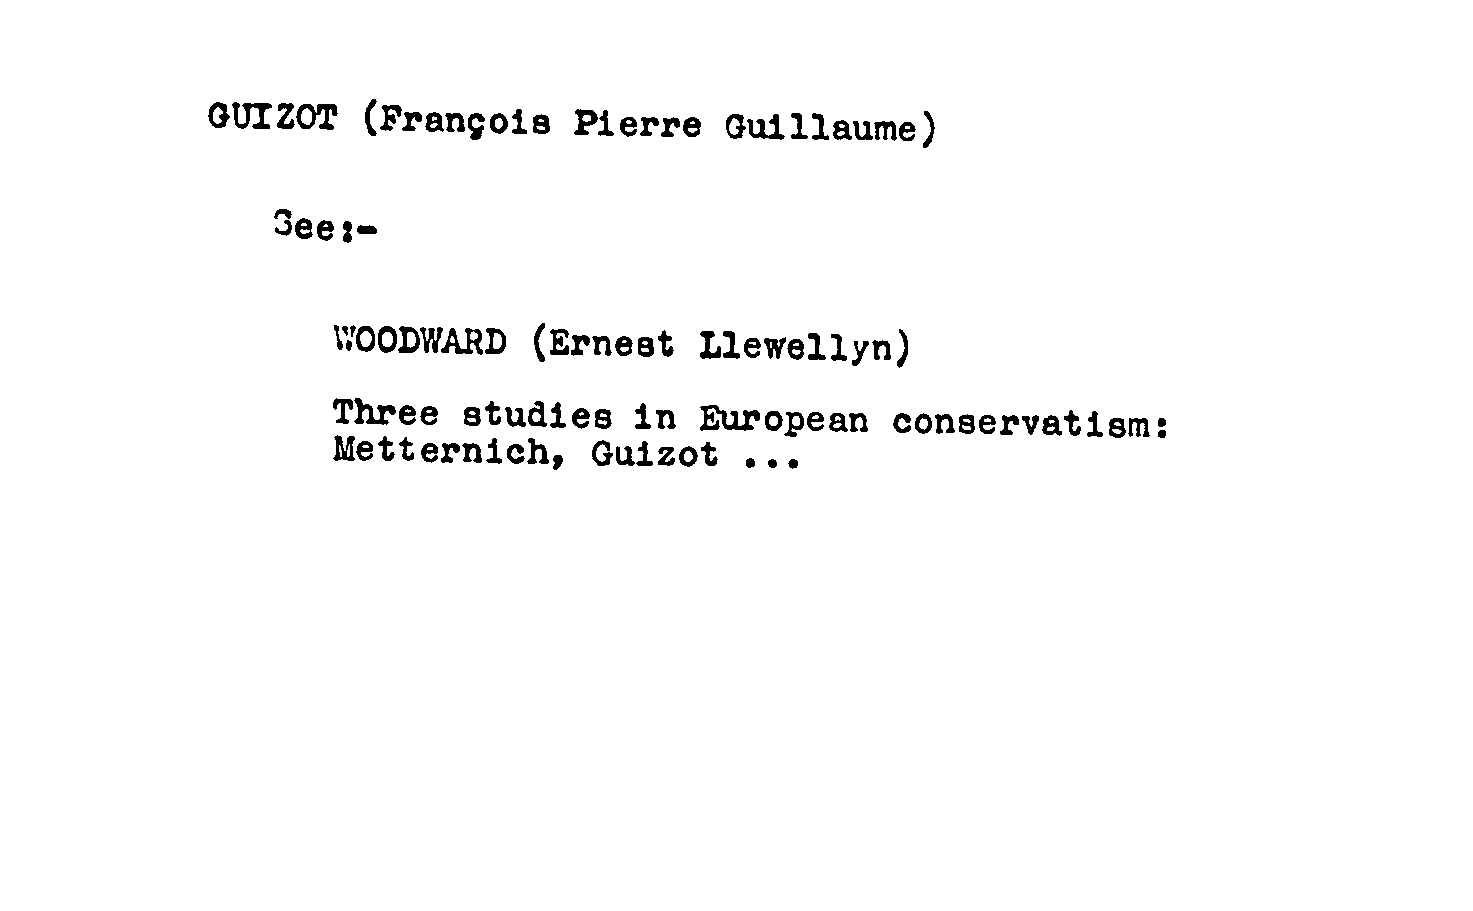 GUIZOT (François Pierre Guillaume)
See:-
WOODWARD (Ernest Llewellyn)
Three studies in European conservatism:
Metternich, Guizot ...